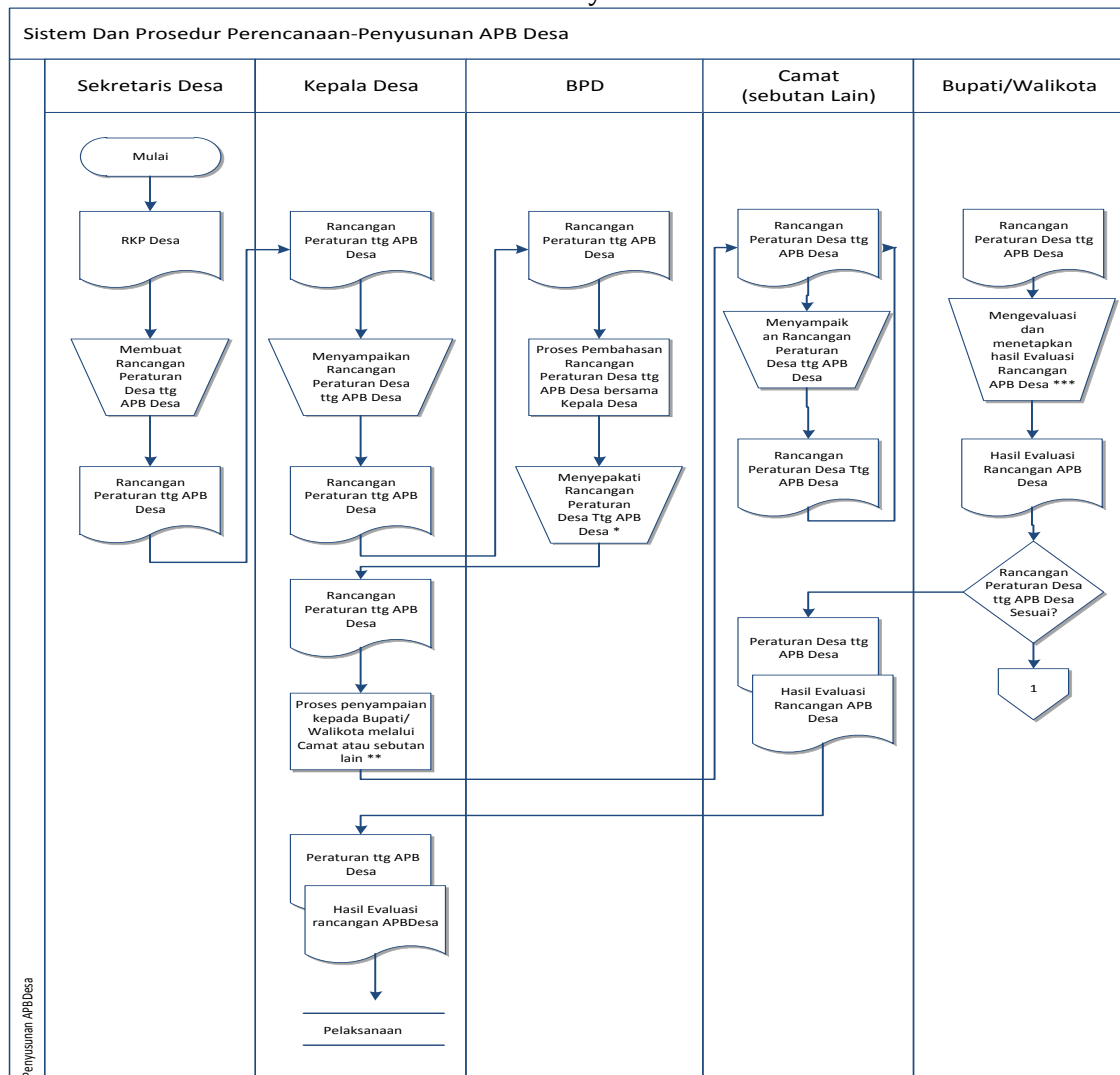 Sistem Dan Prosedur Perencanaan-Penyusunan APB Desa
Sekretaris Desa
Kepala Desa
BPD
Camat
(sebutan Lain)
Bupati/Walikota
Mulai
RKP Desa
Membuat
Rancangan
Peraturan
Desa ttg
APB Desa
Rancangan
Peraturan ttg APB
Desa
Rancangan
Peraturan ttg APB
Desa
Menyampaikan
Rancangan
Peraturan Desa
ttg APB Desa
Rancangan
Peraturan ttg APB
Desa
Rancangan
Peraturan ttg APB
Desa
Proses penyampaian
kepada Bupati/
Walikota melalui
Camat atau sebutan
lain **
Peraturan ttg APB
Desa
Hasil Evaluasi
rancangan APBDesa
Pelaksanaan
Rancangan
Peraturan ttg APB
Desa
Proses Pembahasan
Rancangan
Peraturan Desa ttg
APB Desa bersama
Kepala Desa
Menyepakati
Rancangan
Peraturan
Desa Ttg APB
Desa *
Rancangan
Peraturan Desa ttg
APB Desa
Menyampaik
an Rancangan
Peraturan
Desa ttg APB
Desa
Rancangan
Peraturan Desa Ttg
APB Desa
Peraturan Desa ttg
APB Desa
Hasil Evaluasi
Rancangan APB
Desa
Rancangan
Peraturan Desa ttg
APB Desa
Mengevaluasi
dan
menetapkan
hasil Evaluasi
Rancangan
APB Desa ***
Hasil Evaluasi
Rancangan APB
Desa
Rancangan
Peraturan Desa
ttg APB Desa
Sesuai?
1
Penyusunan APBDesa